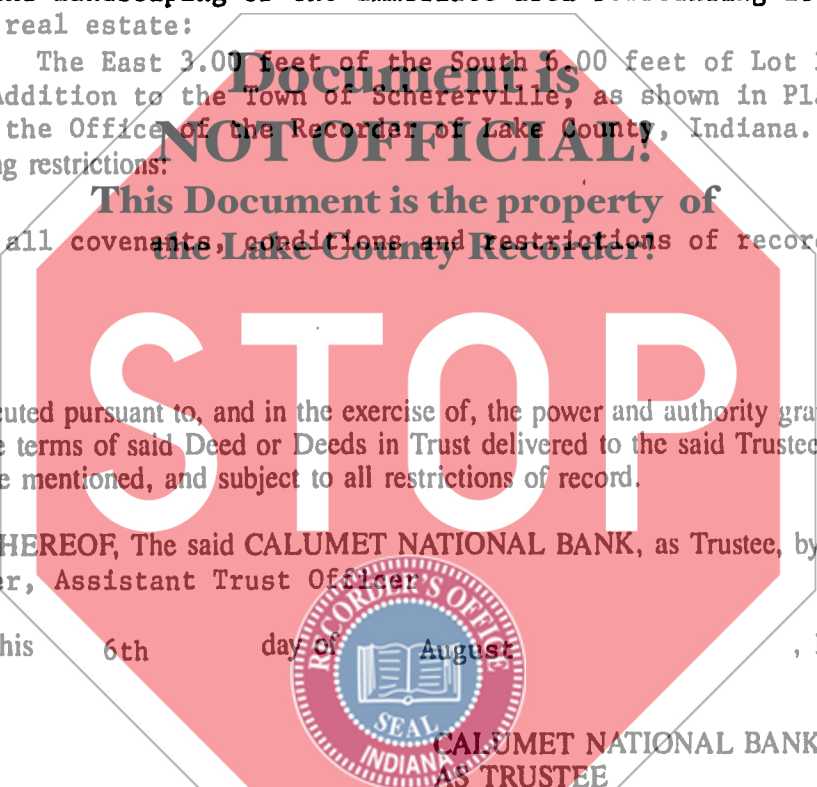 real estate:
The East 3.00 feet of the South 6.00 feet of Lot
Document is
Addition to the Town of Schererville, as shown in
the Office of the Recorder of Lake County, Indiana.
NOT OFFICIAL!
restrictions:
This Document is the property of
all covenants, conditions and restrictions of
the Lake County Recorder!
STOP
pursuant to, and in the exercise of, the power and authority
terms of said Deed or Deeds in Trust delivered to the said Trustee
mentioned, and subject to all restrictions of record.
HEREOF, The said CALUMET NATIONAL BANK, as Trustee, by
Assistant Trust Officer
RECORDER'S OFFICE
his 6th day of August
SEAL
INDIANA
CALUMET NATIONAL BANK
AS TRUSTEE